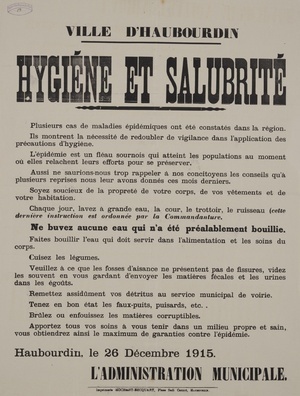 VILLE D'HAUBOURDIN
HYGIÉNE ET SALUBRITÉ
Plusieurs cas de maladies épidémiques ont été constatés dans la région.
Ils montrent la nécessité de redoubler de vigilance dans l'application des
précautions d'hygiène.
L'épidémie est un fléau sournois qui atteint les populations au moment
où elles relâchent leurs efforts pour se préserver.
Aussi ne saurions-nous trop rappeler à nos concitoyens les conseils qu'à
plusieurs reprises nous leur avons donnés ces mois derniers.
Soyez soucieux de la propreté de votre corps, de vos vêtements et de
votre habitation.
Chaque jour, lavez à grande eau, la cour, le trottoir, le ruisseau (cette
dernière instruction est ordonnée par la Commandanture.
Ne buvez aucune eau qui n'a été préalablement bouillie.
Faites bouillir l'eau qui doit servir dans l'alimentation et les soins du
corps.
Cuisez les légumes.
Veuillez à ce que les fosses d'aisance ne présentent pas de fissures, videz
les souvent en vous gardant d'envoyer les matières fécales et les urines
dans les égoûts.
Remettez assidûment vos détritus au service municipal de voirie.
Tenez en bon état les faux-puits, puisards, etc..
Brûlez ou enfouissez les matières corruptibles.
Apportez tous vos soins à vous tenir dans un milieu propre et sain,
vous obtiendrez ainsi le maximum de garanties contre l'épidémie.
Haubourdin, le 26 Décembre 1915.
L'ADMINISTRATION MUNICIPALE.